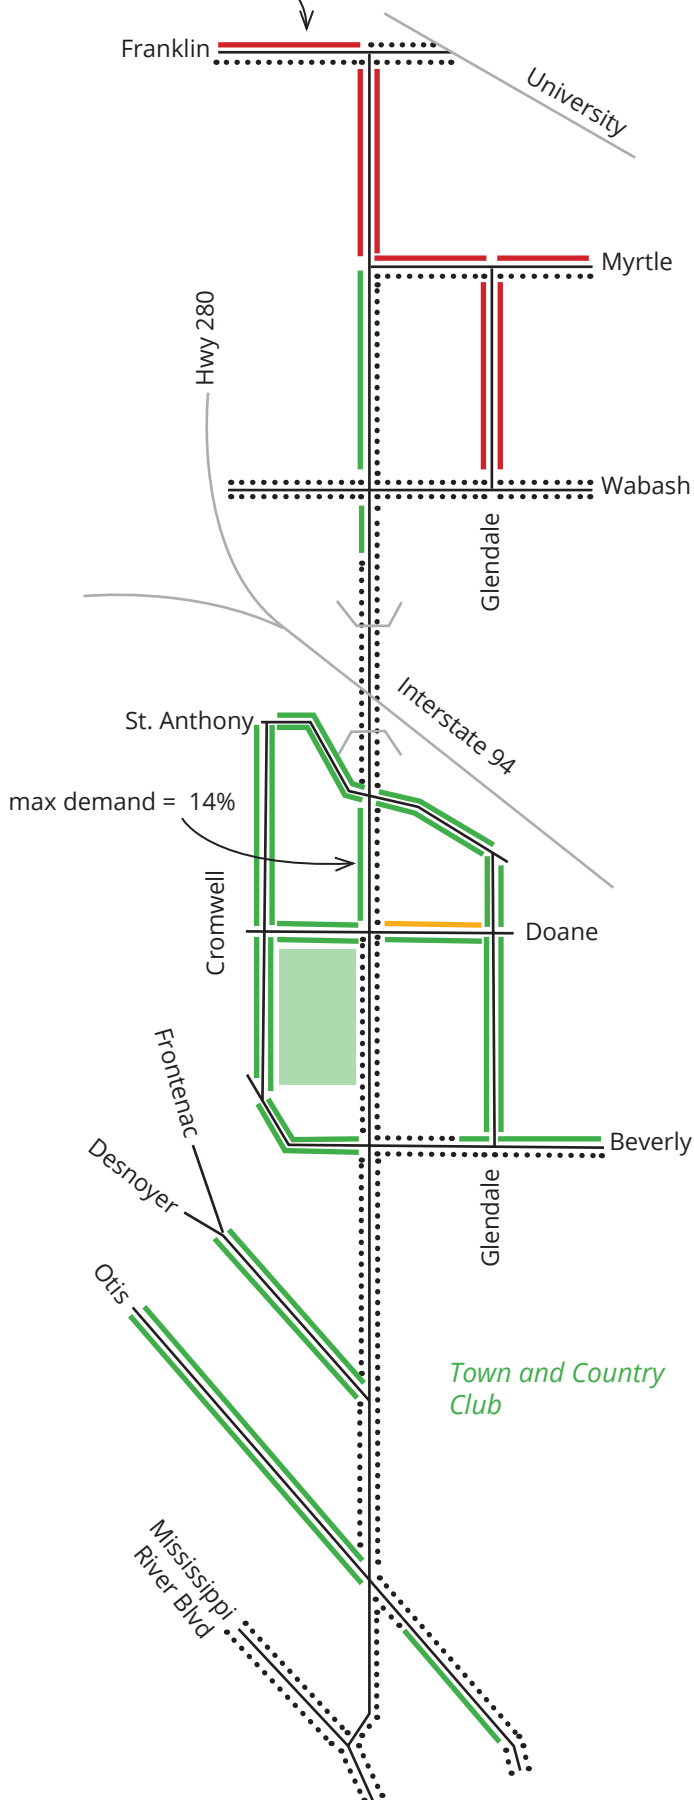 Franklin
University
Myrtle
Hwy 280
Wabash
Glendale
Interstate 94
St. Anthony
max demand = 14%
Cromwell
Doane
Frontenac
Desnoyer
Beverly
Glendale
Otis
Town and Country
Club
Mississippi
River Blvd